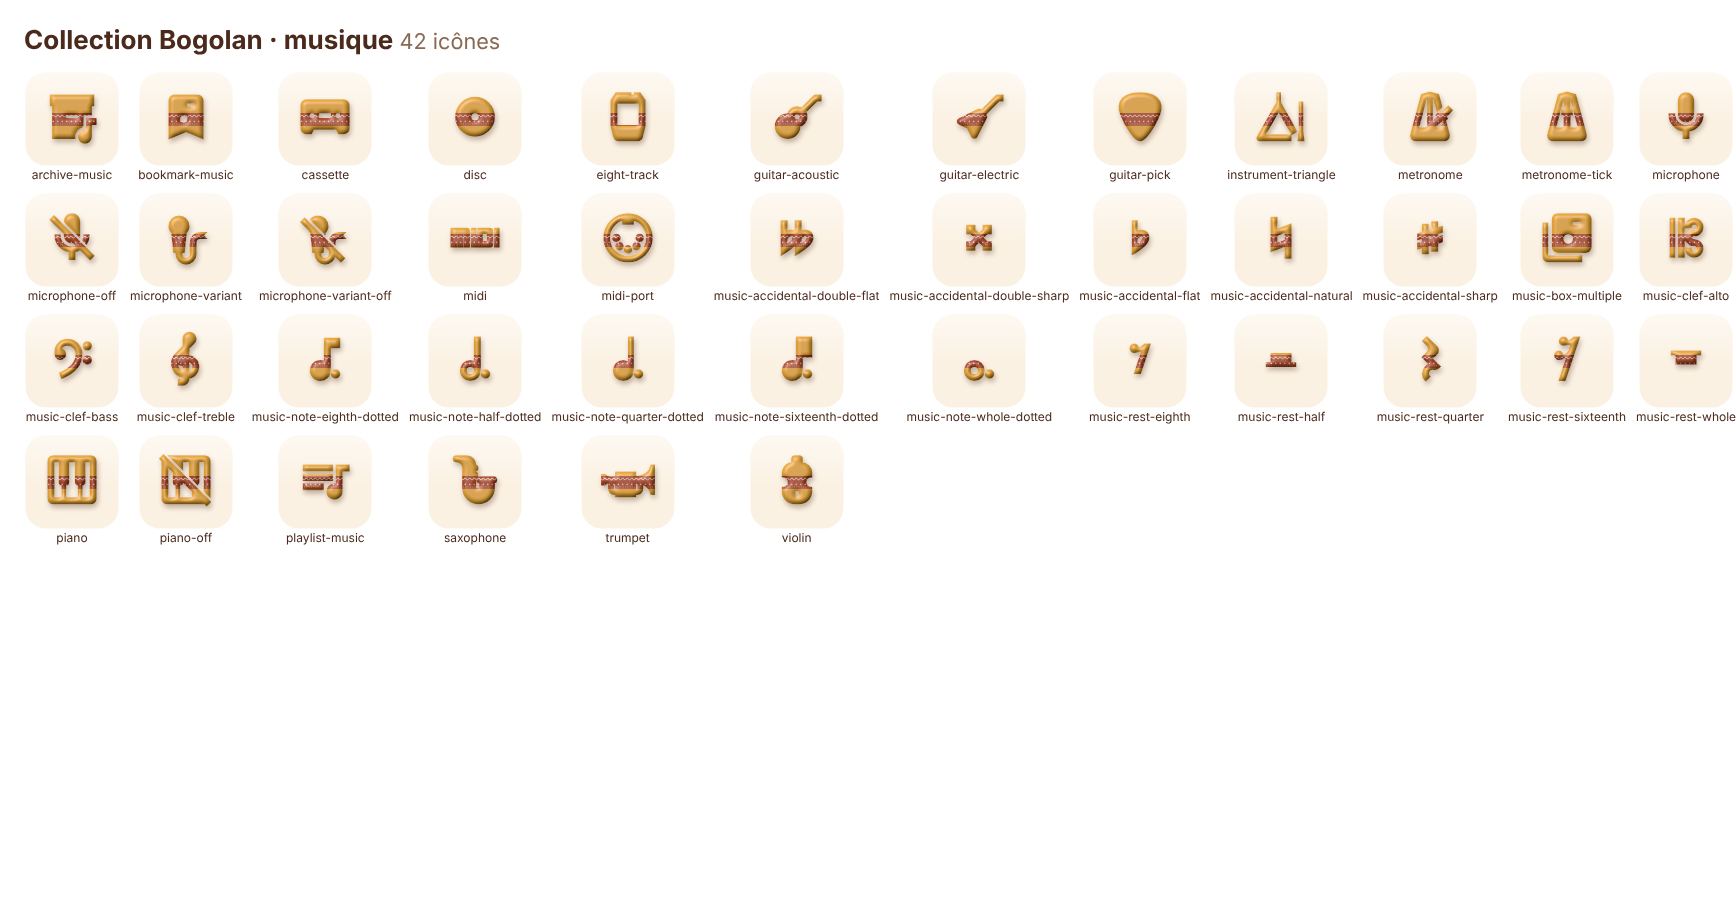 Collection Bogolan · musique 42 icônes
archive-music bookmark-music cassette disc eight-track guitar-acoustic guitar-electric guitar-pick instrument-triangle metronome metronome-tick microphone
microphone-off microphone-variant microphone-variant-off midi midi-port music-accidental-double-flat music-accidental-double-sharp music-accidental-flat music-accidental-natural music-accidental-sharp music-box-multiple music-clef-alto
music-clef-bass music-clef-treble music-note-eighth-dotted music-note-half-dotted music-note-quarter-dotted music-note-sixteenth-dotted music-note-whole-dotted music-rest-eighth music-rest-half music-rest-quarter music-rest-sixteenth music-rest-whole
piano piano-off playlist-music saxophone trumpet violin